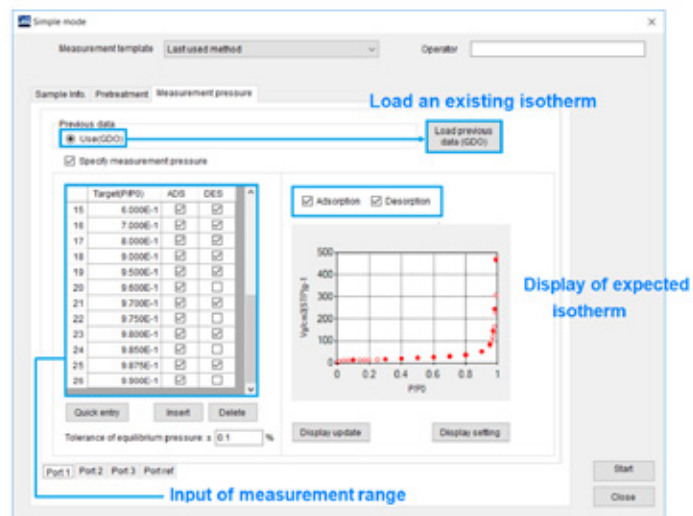 Simple mode
Measurement template Last used method Operator
Sample Info. Pretreatment Measurement pressure
Load an existing isotherm
Previous data
Use(GDO)
Load previous
data (GDO)
Specify measurement pressure
Target(P/P0) ADS DES
15 6.000E-1
16 7.000E-1
17 8.000E-1
18 9.000E-1
19 9.500E-1
20 9.600E-1
21 9.700E-1
22 9.750E-1
23 9.800E-1
24 9.850E-1
25 9.875E-1
26 9.900E-1
Adsorption Desorption
500
400
300
200
100
0
Vg/cm3(STP)g-1
0 0.2 0.4 0.6 0.8 1
P/P0
Display of expected
isotherm
Quick entry Insert Delete
Tolerance of equilibrium pressure: ± 0.1 %
Display update Display setting
Port 1 Port 2 Port 3 Port ref
Input of measurement range
Start
Close